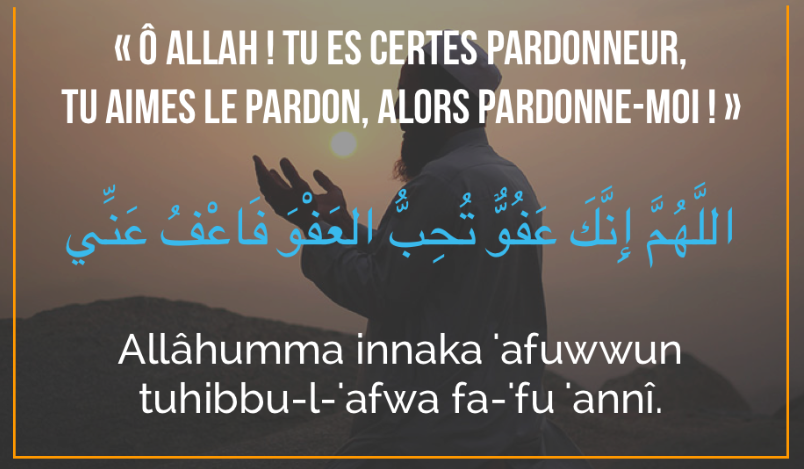 « Ô ALLAH ! TU ES CERTES PARDONNEUR,
TU AIMES LE PARDON, ALORS PARDONNE-MOI ! »
اللَّهُمَّ إِنَّكَ عَفُوٌّ تُحِبُّ العَفْوَ فَاعْفُ عَنِّي
Allâhumma innaka ˈafuwwun
tuhibbu-l-ˈafwa fa-ˈfu ˈannî.